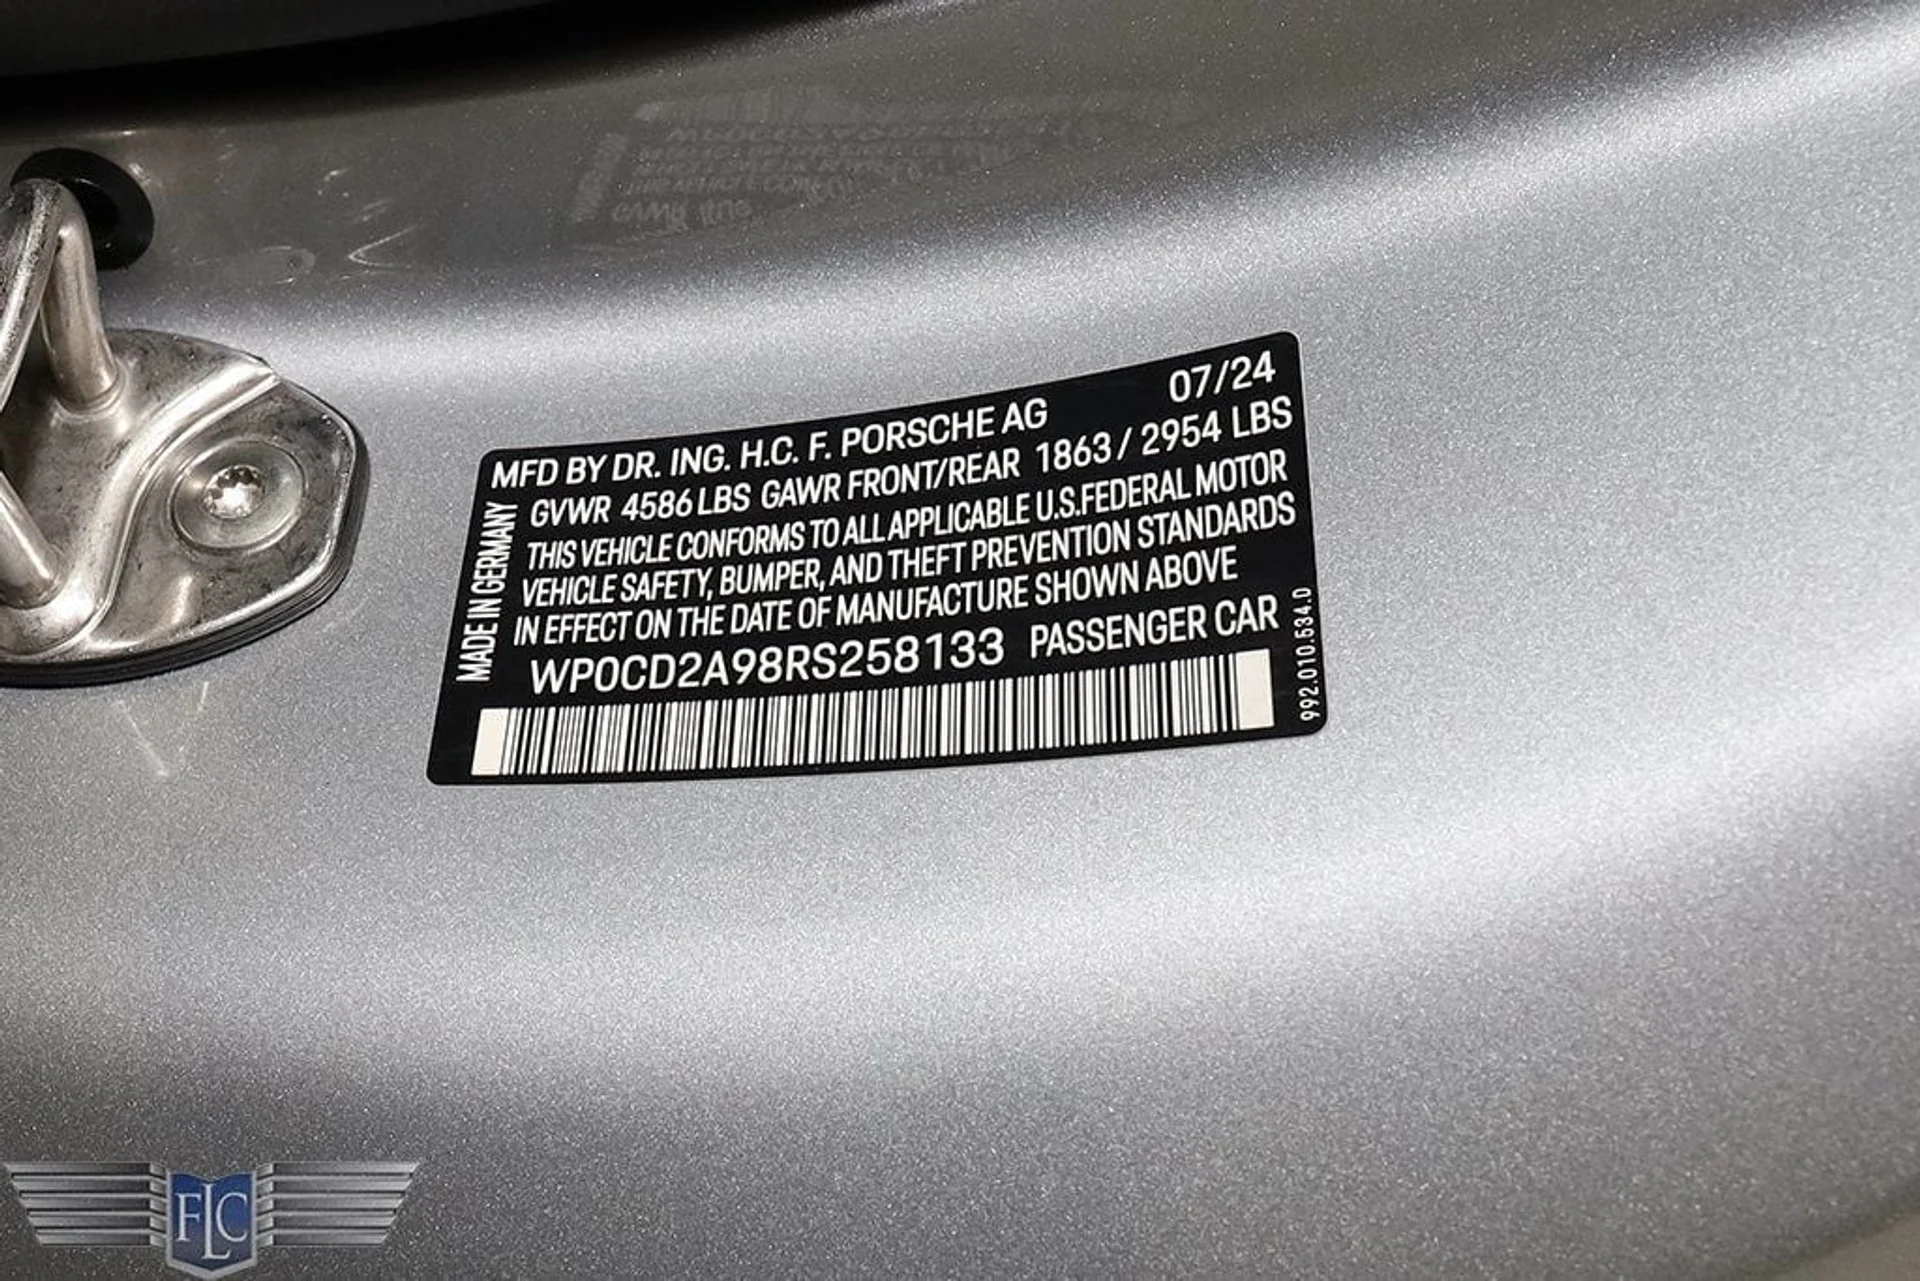 07/24
MFD BY DR. ING. H.C. F. PORSCHE AG
GVWR 4586 LBS GAWR FRONT/REAR 1863 / 2954 LBS
THIS VEHICLE CONFORMS TO ALL APPLICABLE U.S.FEDERAL MOTOR
VEHICLE SAFETY, BUMPER, AND THEFT PREVENTION STANDARDS
IN EFFECT ON THE DATE OF MANUFACTURE SHOWN ABOVE
WP0CD2A98RS258133 PASSENGER CAR
MADE IN GERMANY
992.010.534.0
FLC